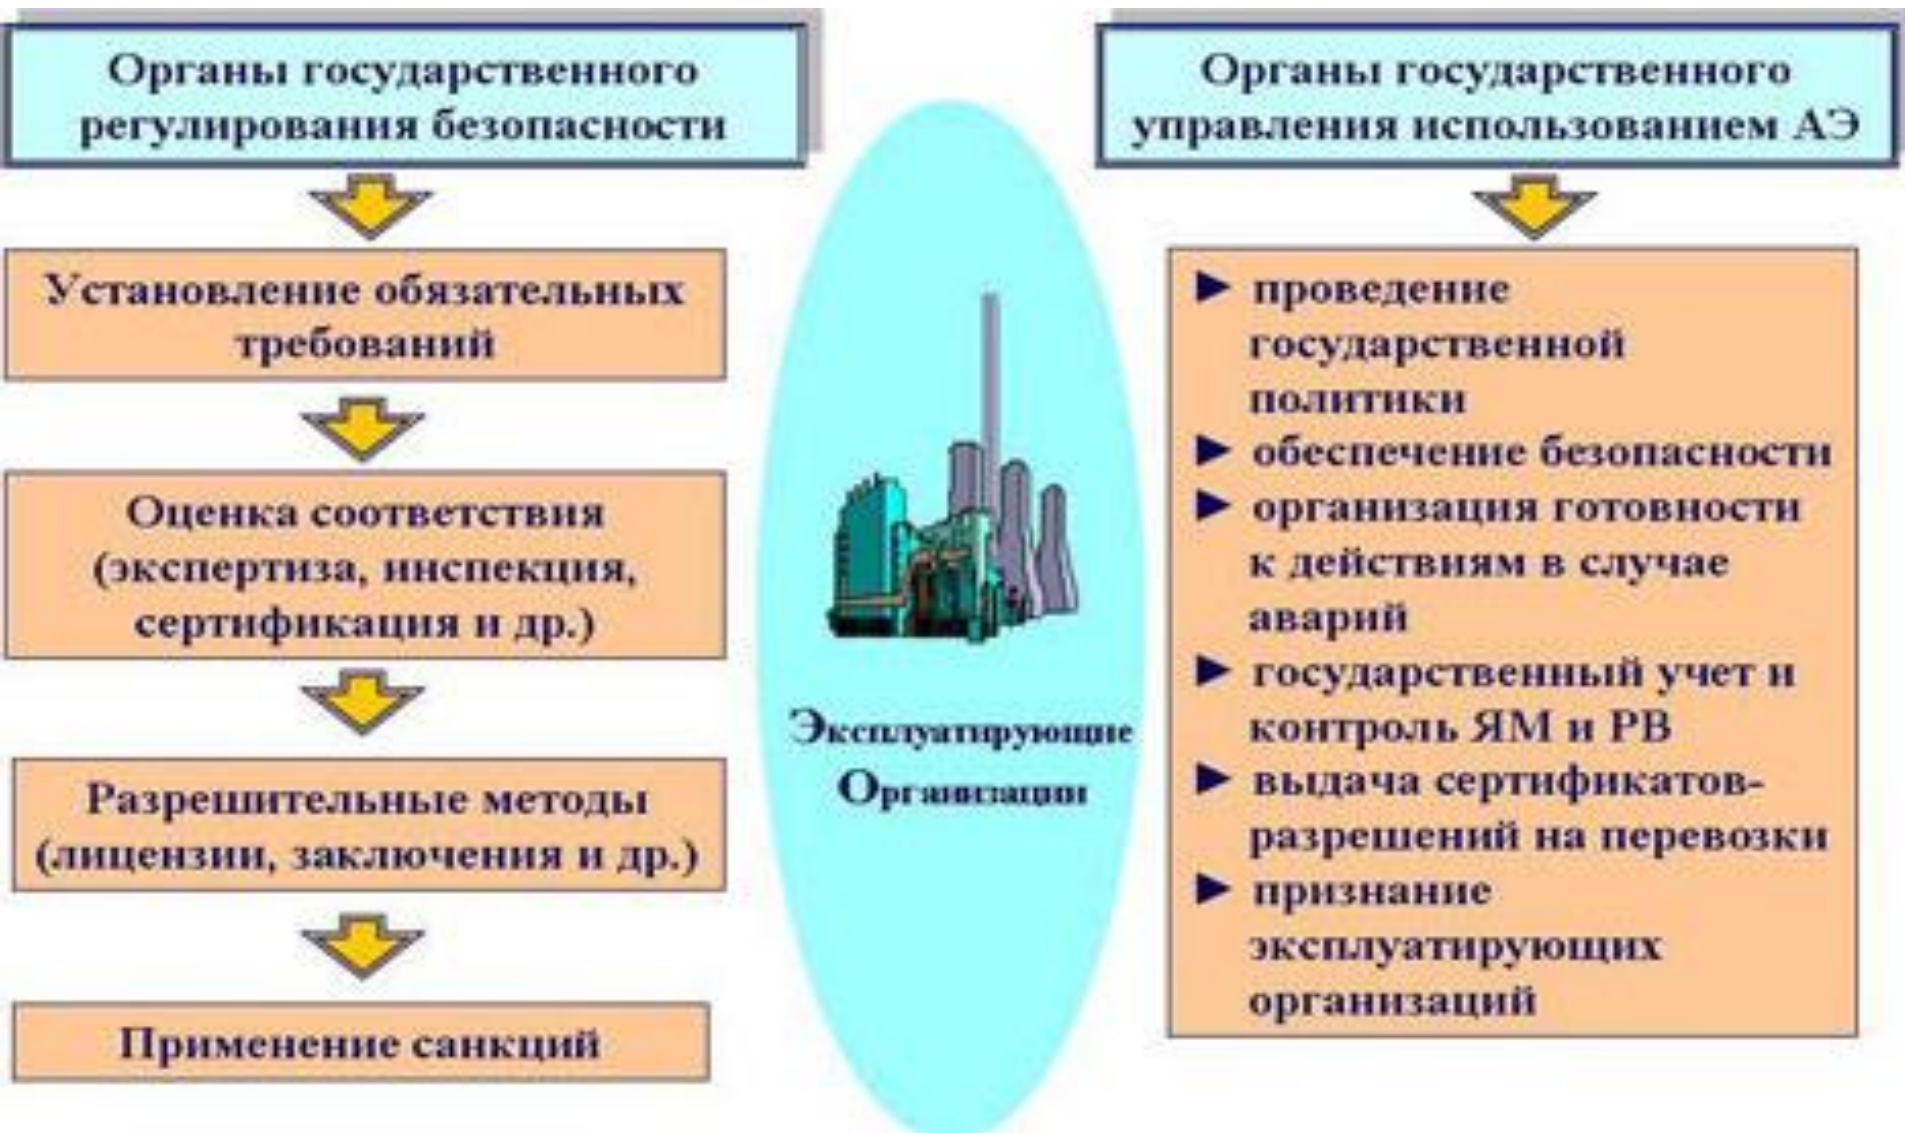 Органы государственного
регулирования безопасности
Установление обязательных
требований
Оценка соответствия
(экспертиза, инспекция,
сертификация и др.)
Разрешительные методы
(лицензии, заключения и др.)
Применение санкций
Эксплуатирующие
Организации
Органы государственного
управления использованием АЭ
► проведение
государственной
политики
► обеспечение безопасности
► организация готовности
к действиям в случае
аварий
► государственный учет и
контроль ЯМ и РВ
► выдача сертификатов-
разрешений на перевозки
► признание
эксплуатирующих
организаций